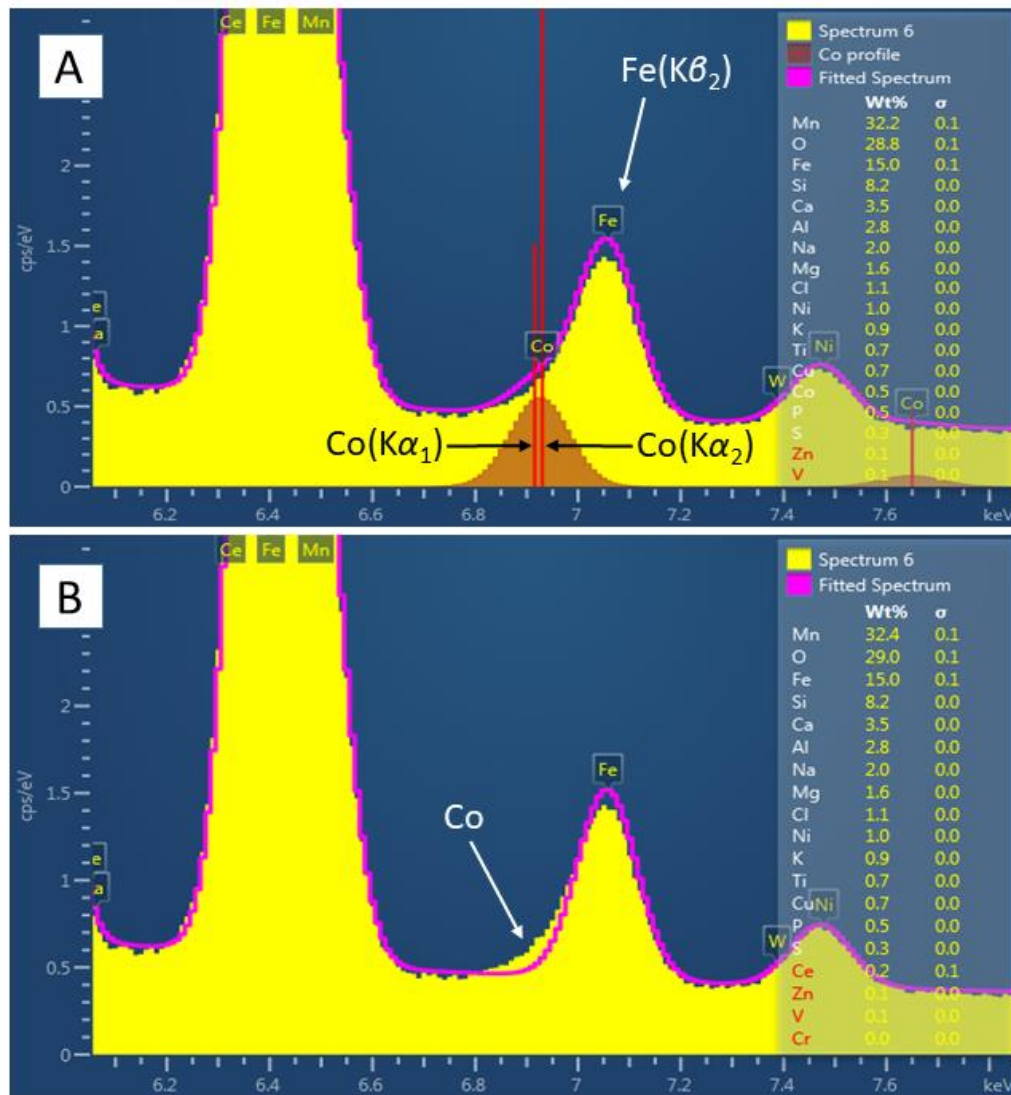 A
Ce Fe Mn
Fe(Kβ₂)
Spectrum 6
Co profile
Fitted Spectrum
Wt% σ
Mn 32.2 0.1
O 28.8 0.1
Fe 15.0 0.1
Si 8.2 0.0
Ca 3.5 0.0
Al 2.8 0.0
Na 2.0 0.0
Mg 1.6 0.0
Cl 1.1 0.0
Ni 1.0 0.0
K 0.9 0.0
Ti 0.7 0.0
Cu 0.7 0.0
Co 0.5 0.0
P 0.5 0.0
S 0.3 0.0
Zn 0.1 0.0
V 0.1 0.0
2
1.5
1
0.5
0
cps/eV
e
a
Fe
Co
W
Ni
Co
Co(Kα₁)
Co(Kα₂)
6.2 6.4 6.6 6.8 7 7.2 7.4 7.6 keV
B
Ce Fe Mn
Spectrum 6
Fitted Spectrum
Wt% σ
Mn 32.4 0.1
O 29.0 0.1
Fe 15.0 0.1
Si 8.2 0.0
Ca 3.5 0.0
Al 2.8 0.0
Na 2.0 0.0
Mg 1.6 0.0
Cl 1.1 0.0
Ni 1.0 0.0
K 0.9 0.0
Ti 0.7 0.0
Cu 0.7 0.0
P 0.5 0.0
S 0.3 0.0
Ce 0.2 0.1
Zn 0.1 0.0
V 0.1 0.0
Cr 0.0 0.0
2
1.5
1
0.5
0
cps/eV
e
a
Fe
Co
W
Ni
6.2 6.4 6.6 6.8 7 7.2 7.4 7.6 keV